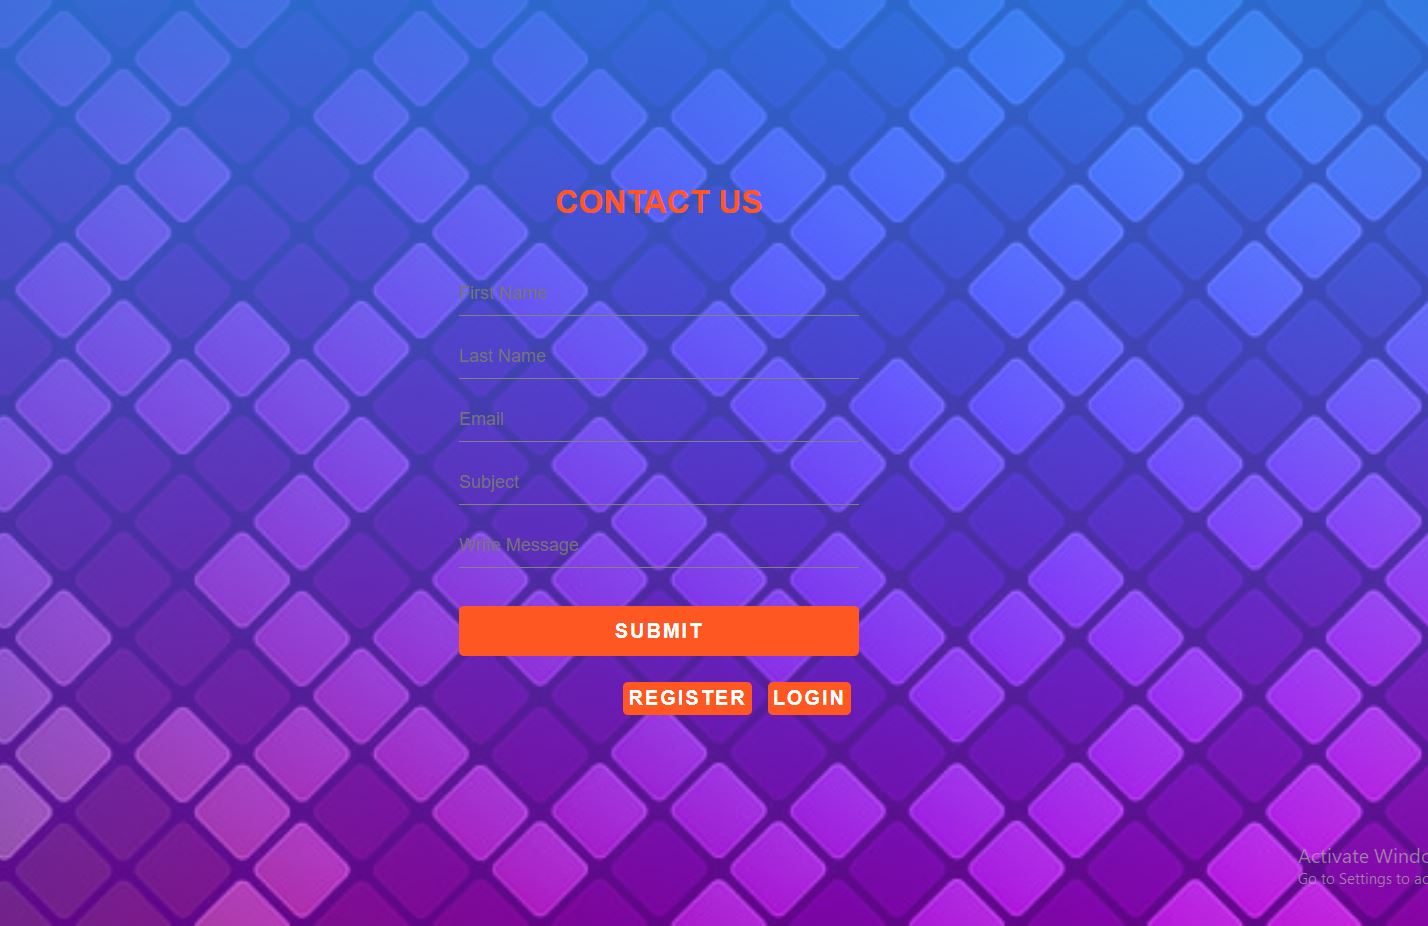 CONTACT US
First Name
Last Name
Email
Subject
Write Message
SUBMIT
REGISTER LOGIN
Activate Windo
Go to Settings to ac